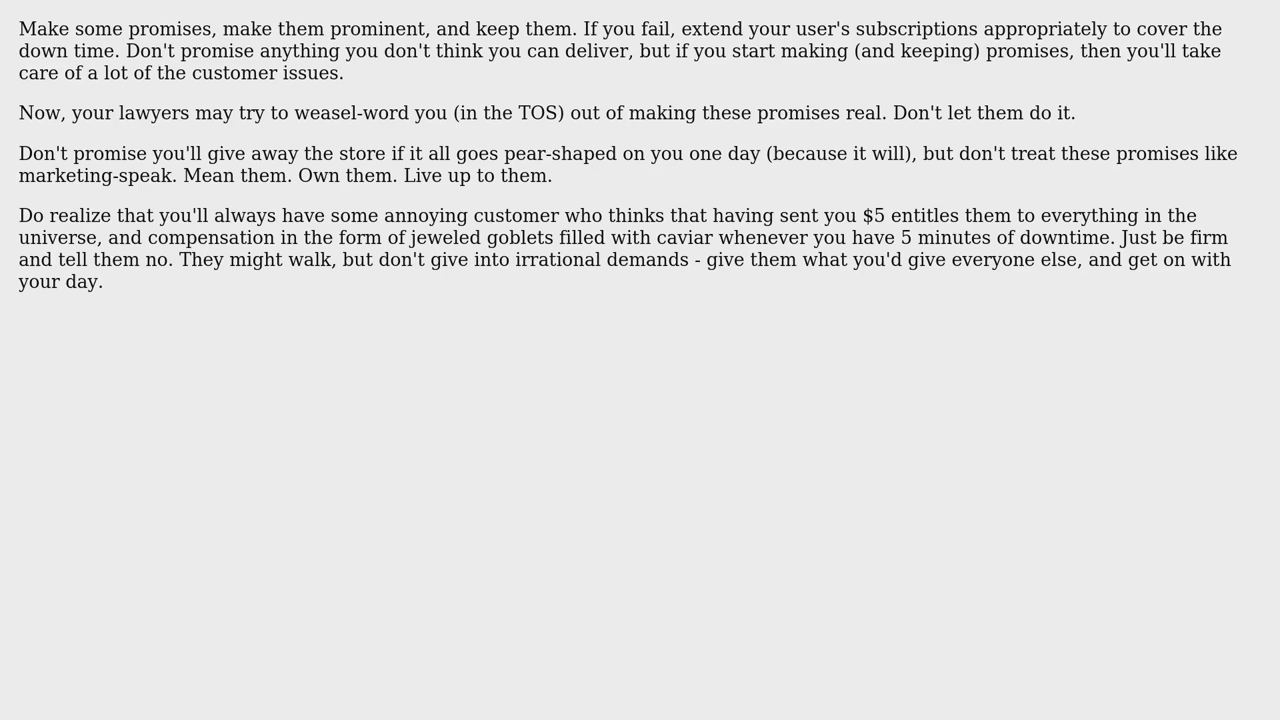 Make some promises, make them prominent, and keep them. If you fail, extend your user's subscriptions appropriately to cover the
down time. Don't promise anything you don't think you can deliver, but if you start making (and keeping) promises, then you'll take
care of a lot of the customer issues.
Now, your lawyers may try to weasel-word you (in the TOS) out of making these promises real. Don't let them do it.
Don't promise you'll give away the store if it all goes pear-shaped on you one day (because it will), but don't treat these promises like
marketing-speak. Mean them. Own them. Live up to them.
Do realize that you'll always have some annoying customer who thinks that having sent you $5 entitles them to everything in the
universe, and compensation in the form of jeweled goblets filled with caviar whenever you have 5 minutes of downtime. Just be firm
and tell them no. They might walk, but don't give into irrational demands - give them what you'd give everyone else, and get on with
your day.